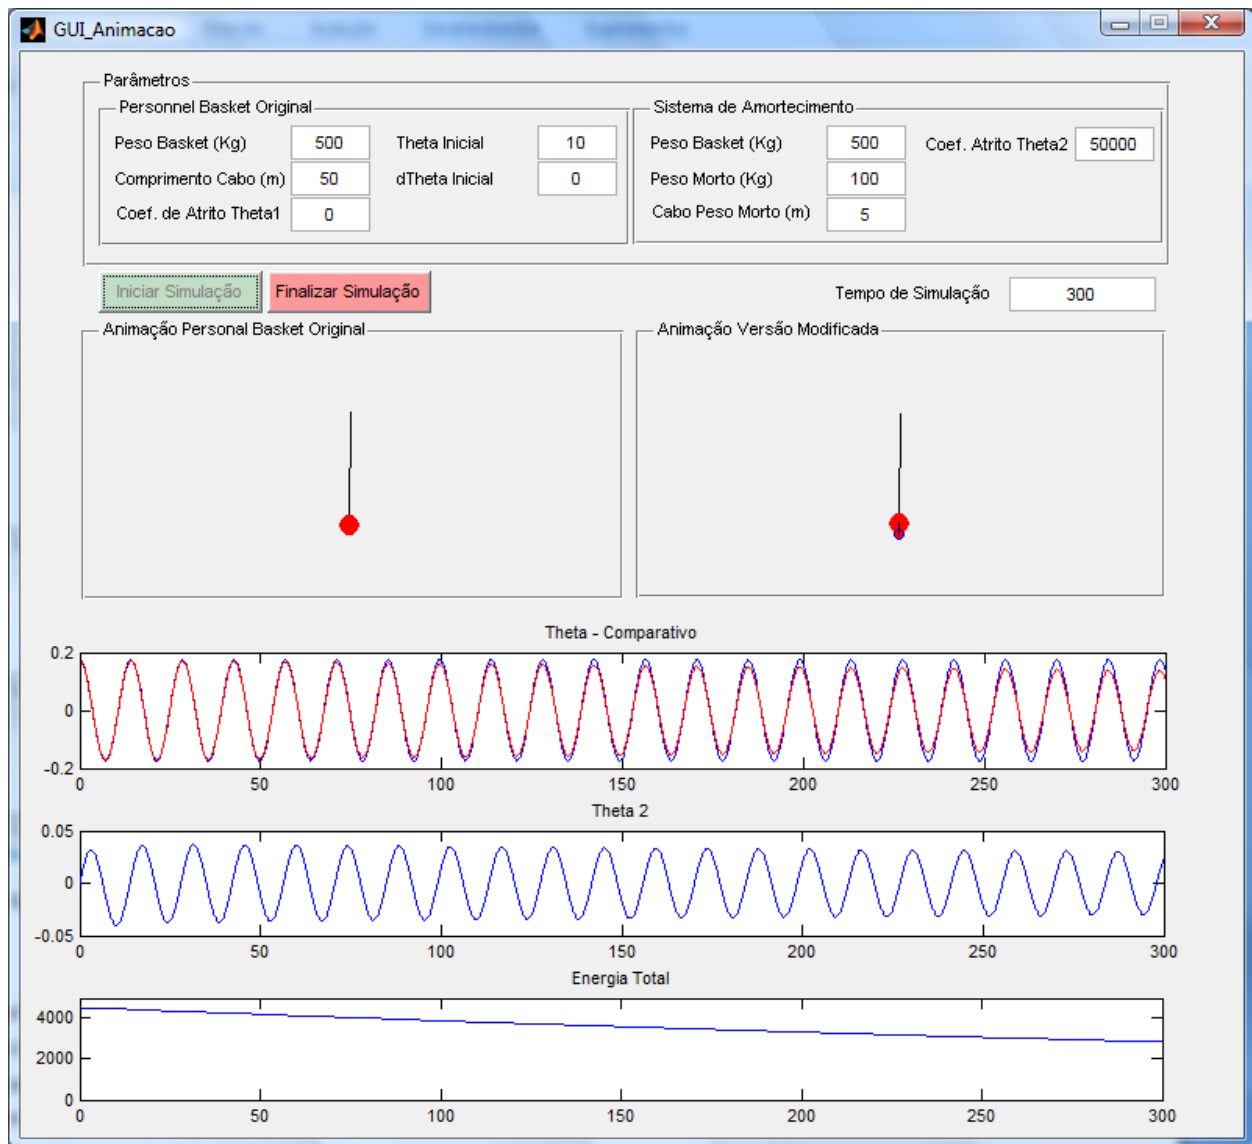 GUI_Animacao
Parâmetros
Personnel Basket Original
Sistema de Amortecimento
Peso Basket (Kg) 500 Theta Inicial 10
Peso Basket (Kg) 500 Coef. Atrito Theta2 50000
Comprimento Cabo (m) 50 dTheta Inicial 0
Peso Morto (Kg) 100
Coef. de Atrito Theta1 0
Cabo Peso Morto (m) 5
Iniciar Simulação Finalizar Simulação
Tempo de Simulação 300
Animação Personal Basket Original
Animação Versão Modificada
Theta - Comparativo
0.2
0
-0.2
0 50 100 150 200 250 300
Theta 2
0.05
0
-0.05
0 50 100 150 200 250 300
Energia Total
4000
2000
0
0 50 100 150 200 250 300